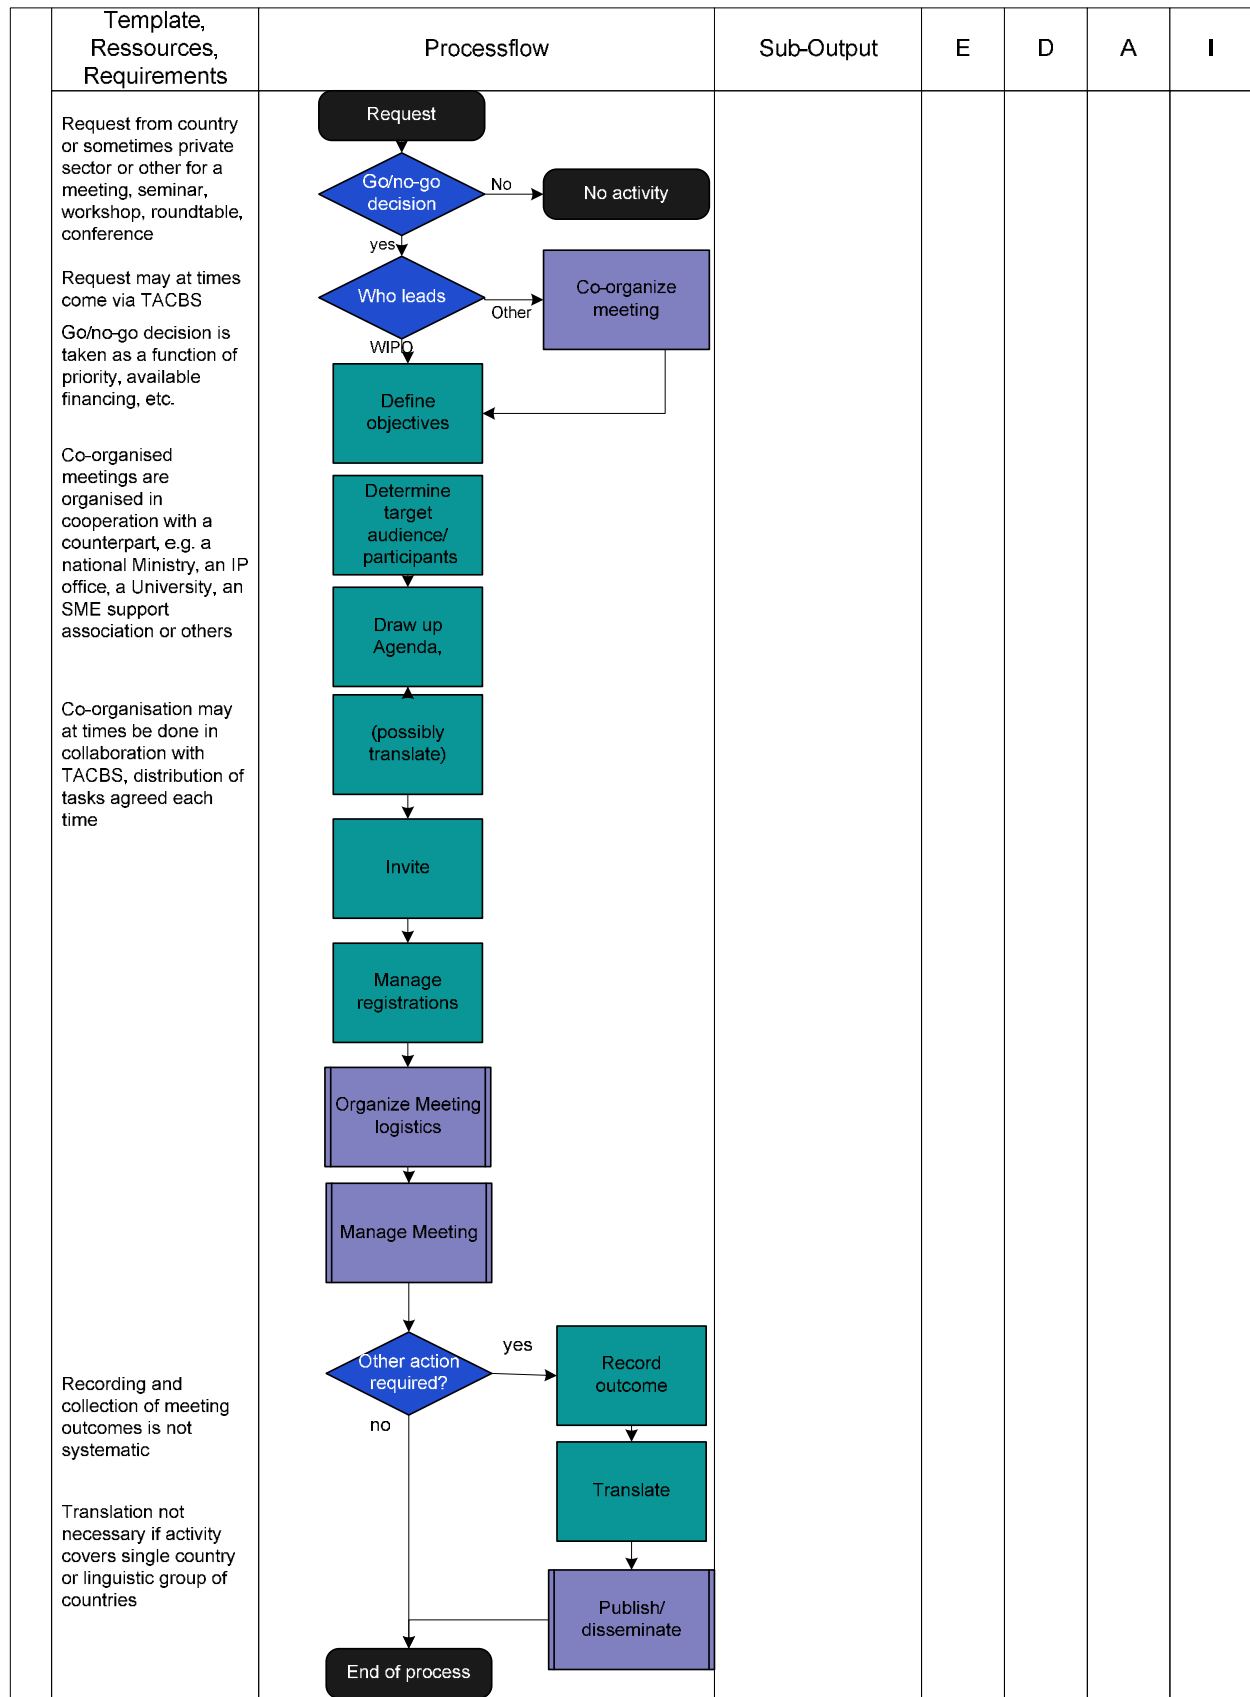 Template,
Ressources,
Requirements
Processflow
Sub-Output
E
D
A
I
Request from country
or sometimes private
sector or other for a
meeting, seminar,
workshop, roundtable,
conference
Request may at times
come via TACBS
Go/no-go decision is
taken as a function of
priority, available
financing, etc.
Co-organised
meetings are
organised in
cooperation with a
counterpart, e.g. a
national Ministry, an IP
office, a University, an
SME support
association or others
Co-organisation may
at times be done in
collaboration with
TACBS, distribution of
tasks agreed each
time
Recording and
collection of meeting
outcomes is not
systematic
Translation not
necessary if activity
covers single country
or linguistic group of
countries
Request
Go/no-go
decision
No
No activity
yes
Who leads
Other
Co-organize
meeting
WIPO
Define
objectives
Determine
target
audience/
participants
Draw up
Agenda,
(possibly
translate)
Invite
Manage
registrations
Organize Meeting
logistics
Manage Meeting
Other action
required?
yes
Record
outcome
no
Translate
Publish/
disseminate
End of process